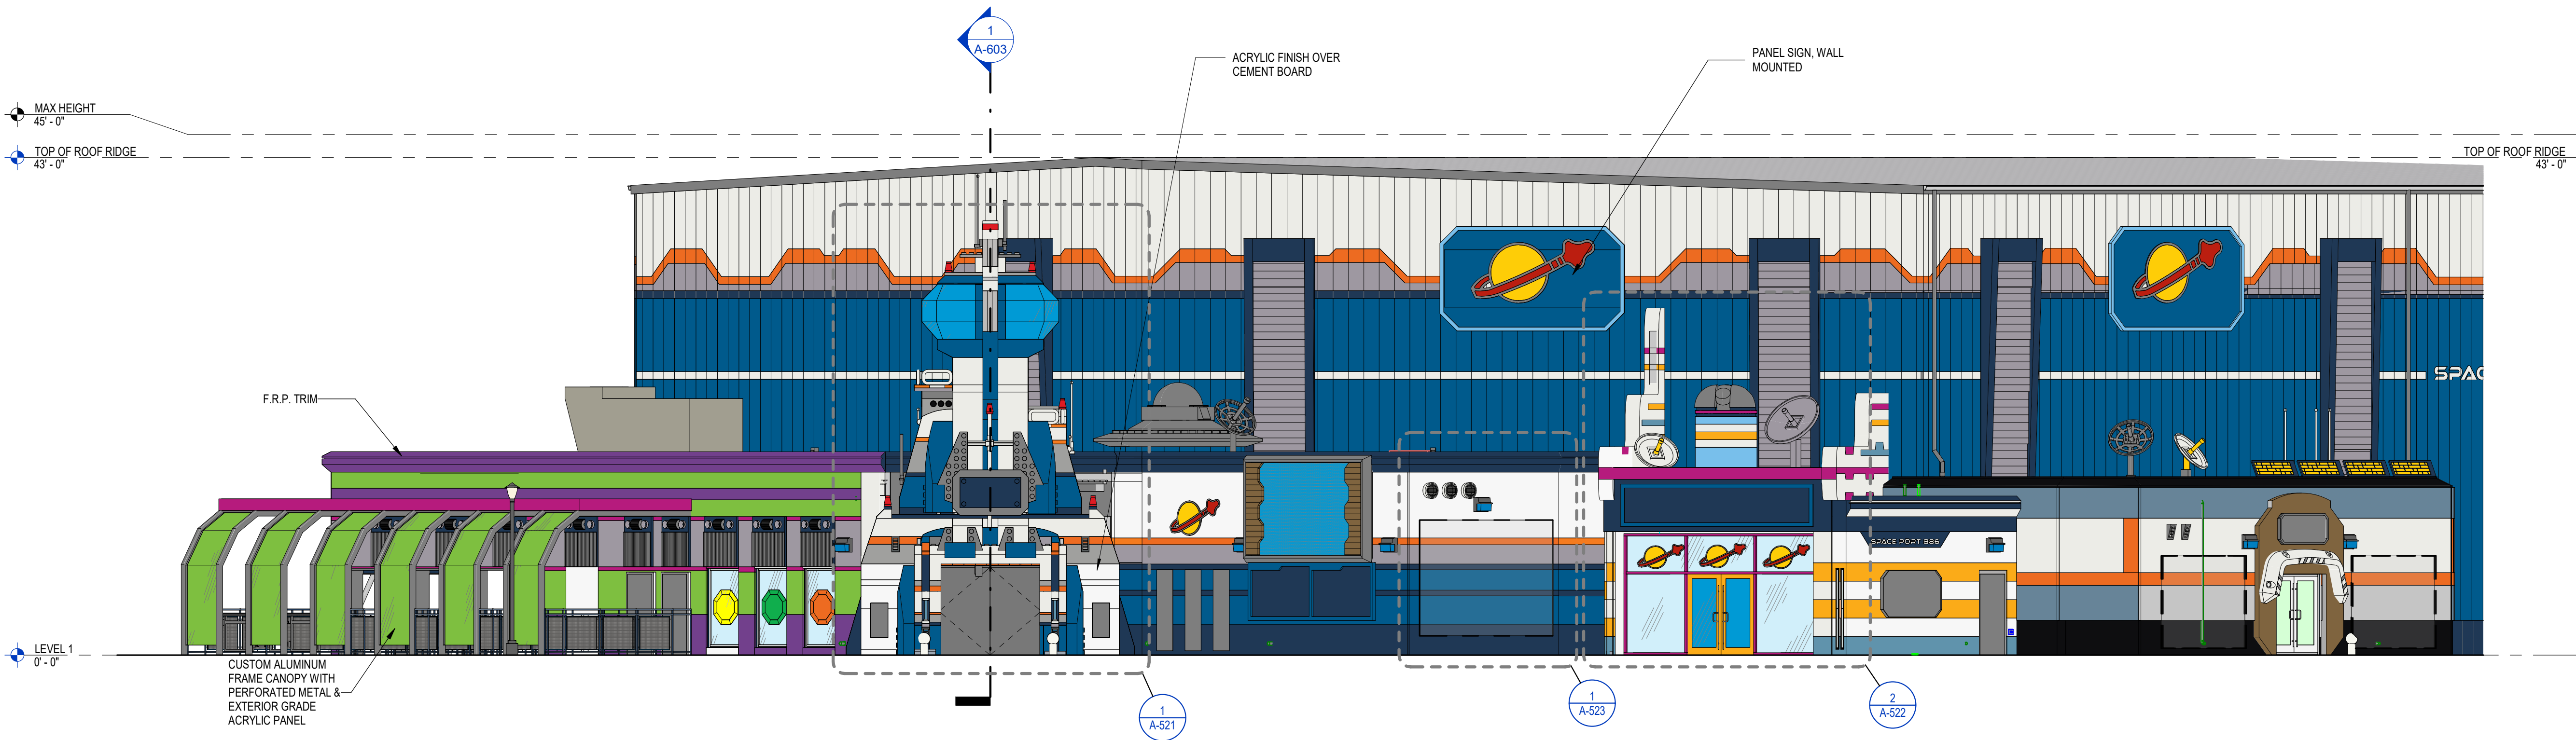 1
A-603
ACRYLIC FINISH OVER
CEMENT BOARD
PANEL SIGN, WALL
MOUNTED
MAX HEIGHT
45' - 0"
TOP OF ROOF RIDGE
43' - 0"
TOP OF ROOF RIDGE
43' - 0"
F.R.P. TRIM
SPAC
SPACE PORT 886
LEVEL 1
0' - 0"
CUSTOM ALUMINUM
FRAME CANOPY WITH
PERFORATED METAL &
EXTERIOR GRADE
ACRYLIC PANEL
1
A-521
1
A-523
2
A-522